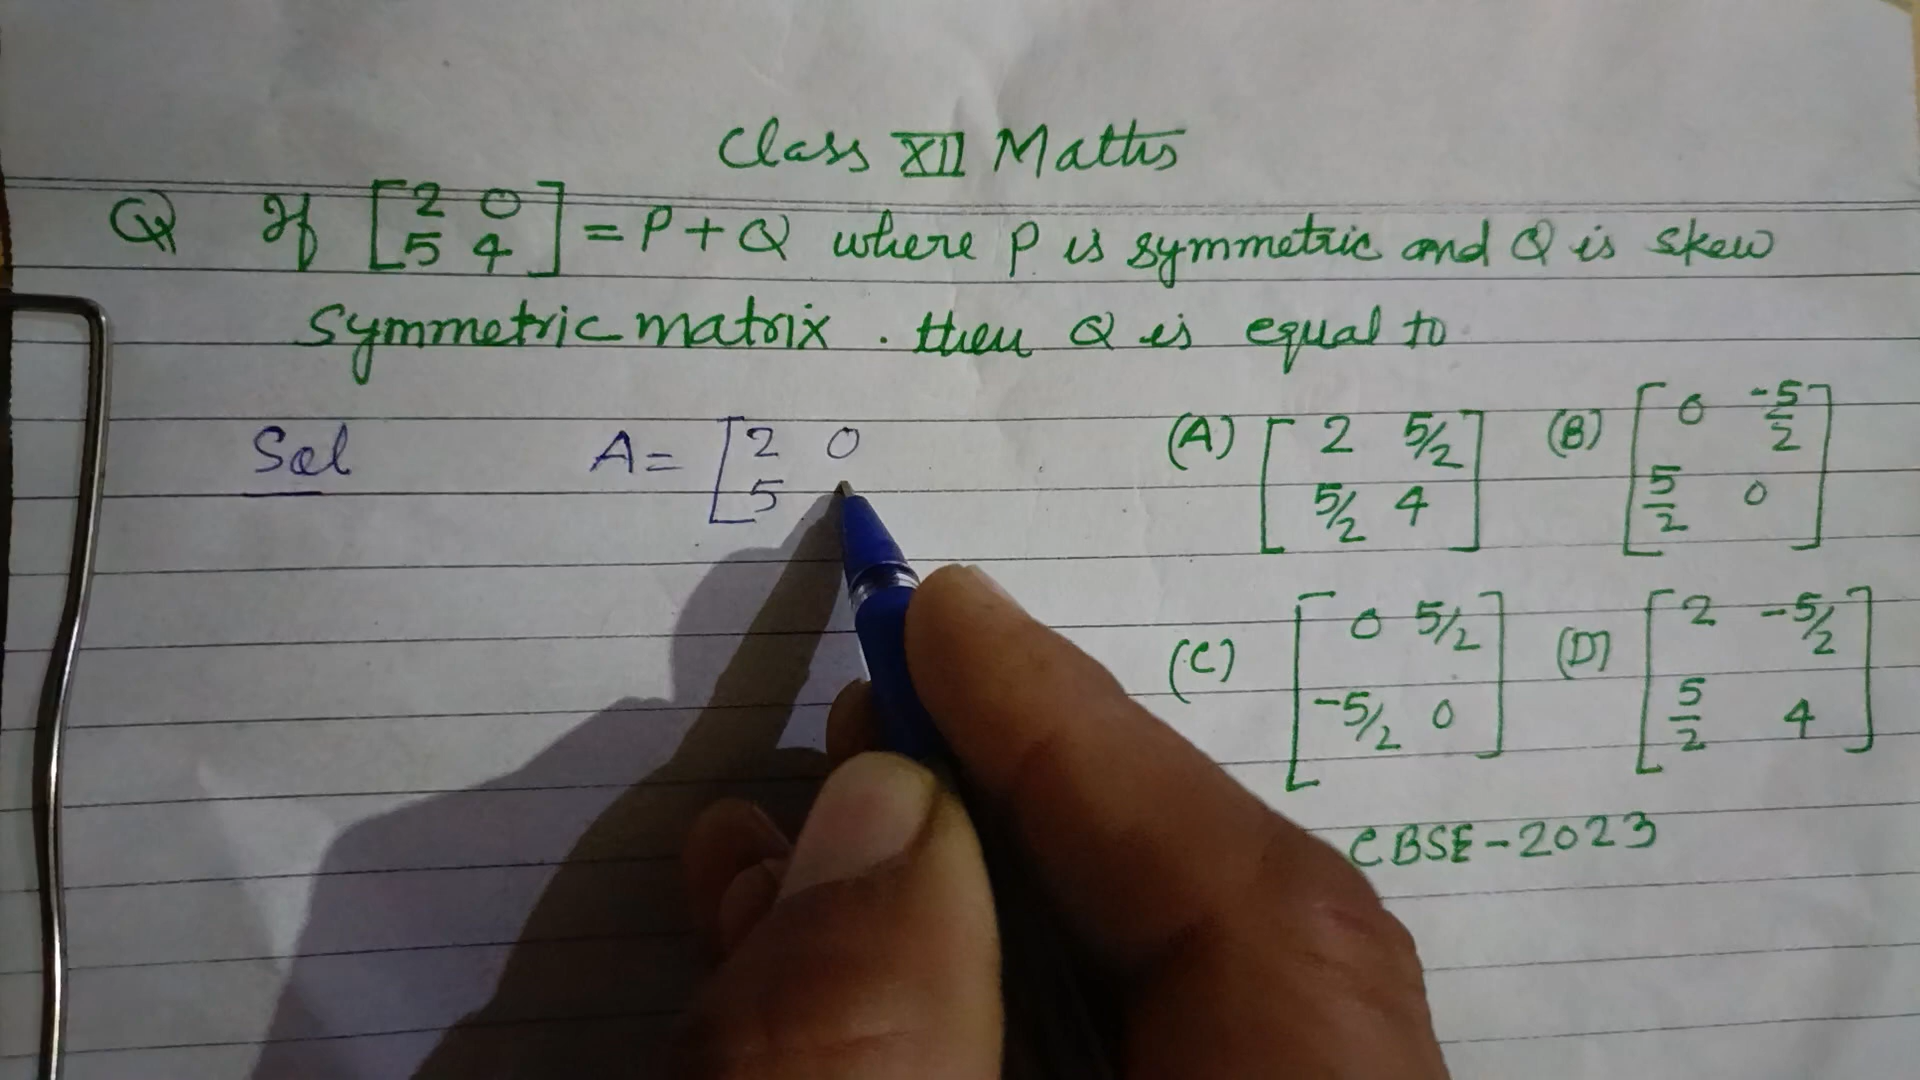 Class XII Maths
Q If [2 0
5 4] = P + Q where P is symmetric and Q is skew
symmetric matrix . then Q is equal to
Sol A = [2 0
5
(A) [2 5/2
5/2 4]
(B) [0 -5/2
5/2 0]
(C) [0 5/2
-5/2 0]
(D) [2 -5/2
5/2 4]
CBSE-2023